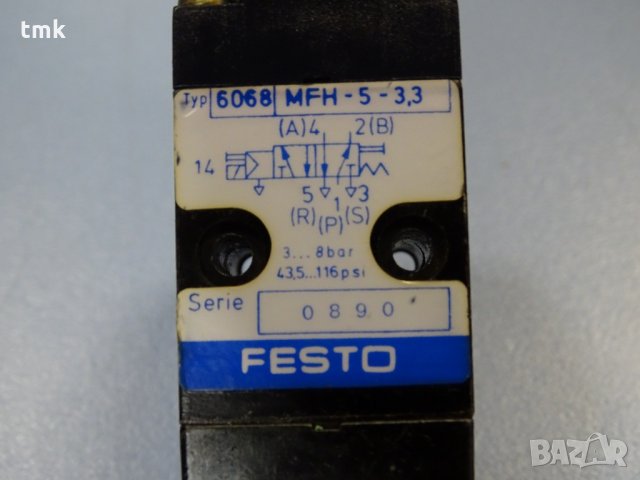 tmk
Typ 6068 MFH-5-3,3
(A)4 2(B)
14
5 1 3
(R) (P) (S)
3...8bar
43,5...116psi
Serie 0890
FESTO
BAZAR